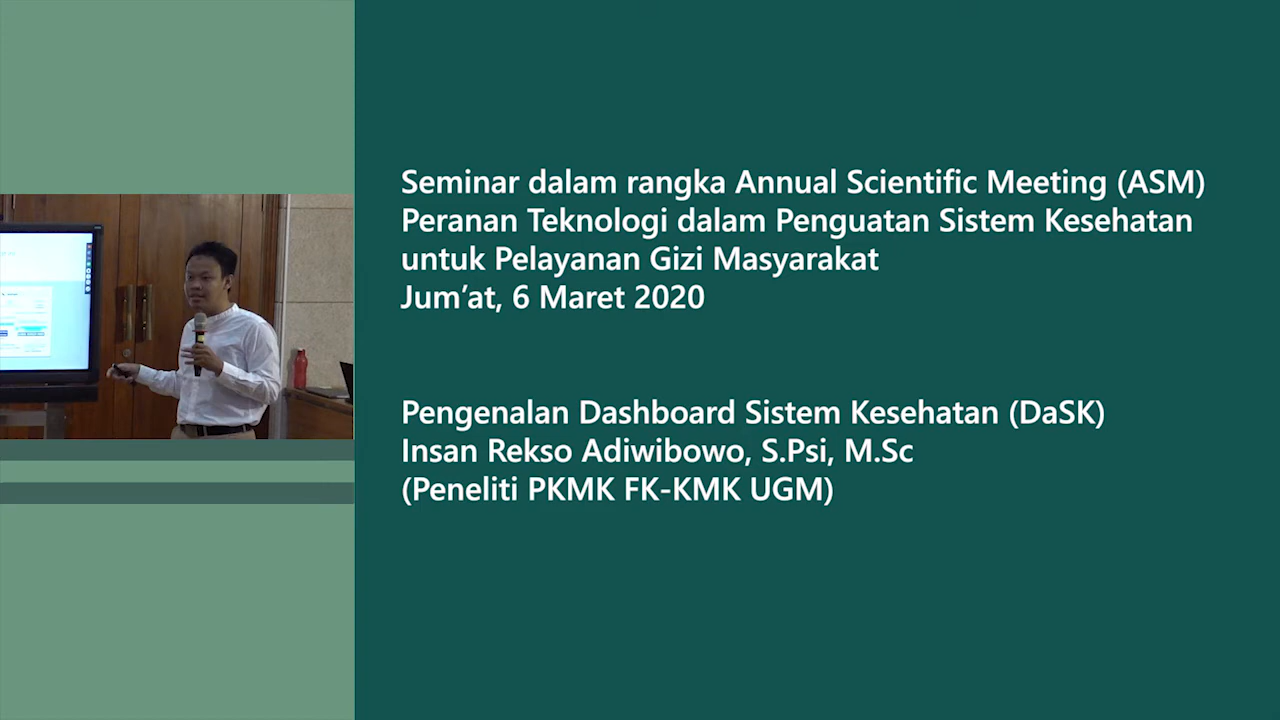 Seminar dalam rangka Annual Scientific Meeting (ASM)
Peranan Teknologi dalam Penguatan Sistem Kesehatan
untuk Pelayanan Gizi Masyarakat
Jum’at, 6 Maret 2020
Pengenalan Dashboard Sistem Kesehatan (DaSK)
Insan Rekso Adiwibowo, S.Psi, M.Sc
(Peneliti PKMK FK-KMK UGM)